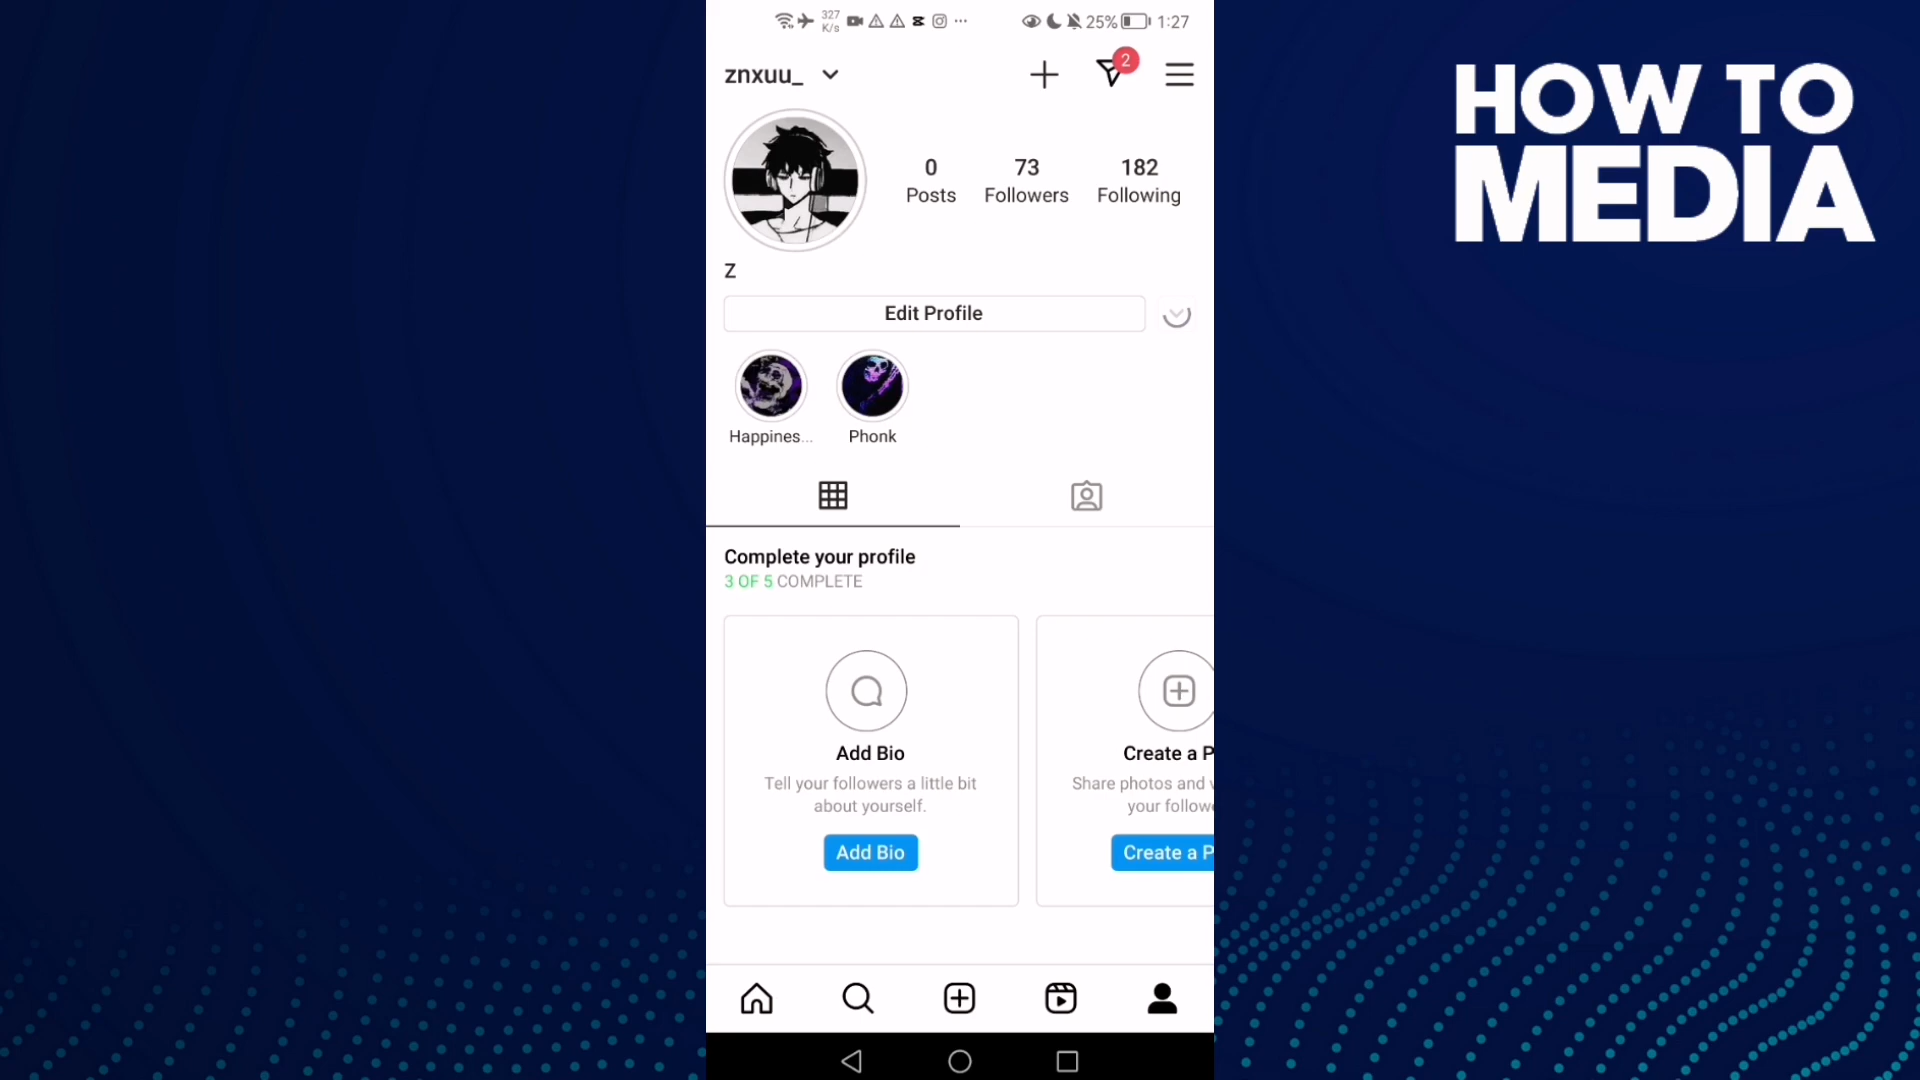 327
K/s
25%
1:27
HOW TO
MEDIA
znxuu_
2
0
Posts
73
Followers
182
Following
Z
Edit Profile
Happines...
Phonk
Complete your profile
3 OF 5 COMPLETE
Add Bio
Tell your followers a little bit
about yourself.
Add Bio
Create a P
Share photos and v
your followe
Create a P